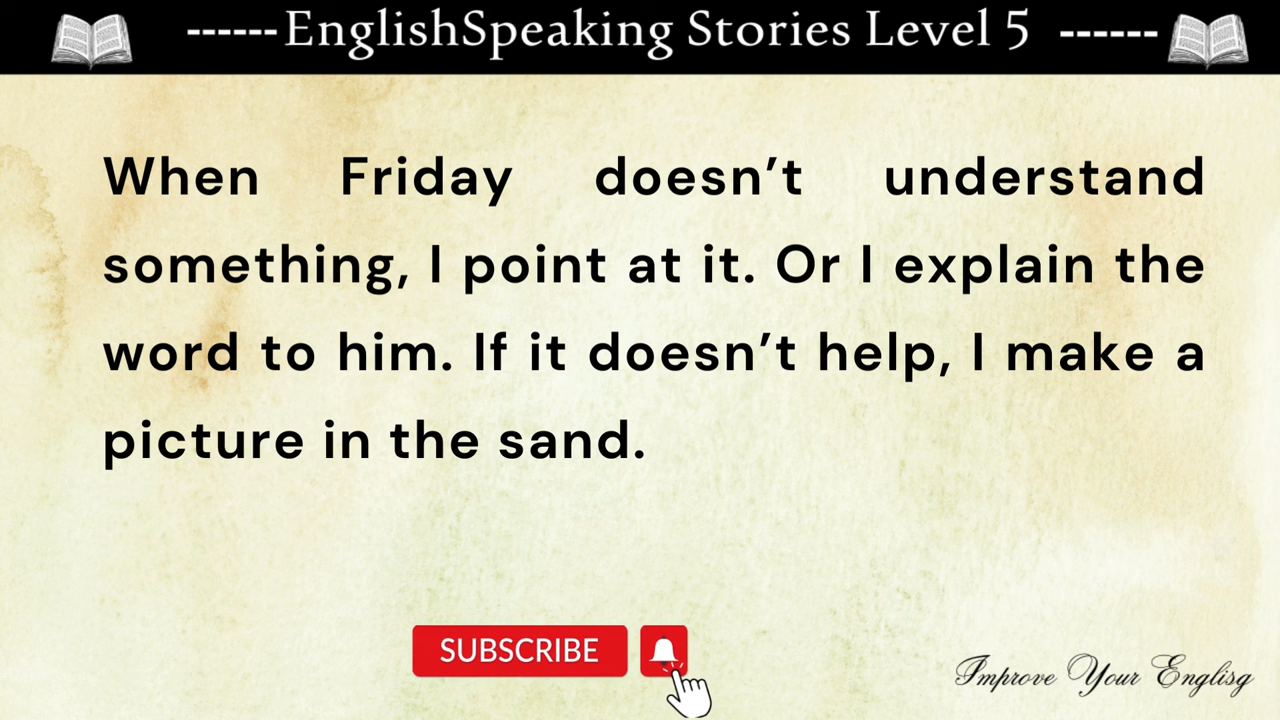 ------EnglishSpeaking Stories Level 5 ------
When Friday doesn’t understand
something, I point at it. Or I explain the
word to him. If it doesn’t help, I make a
picture in the sand.
SUBSCRIBE
Improve Your Englisg